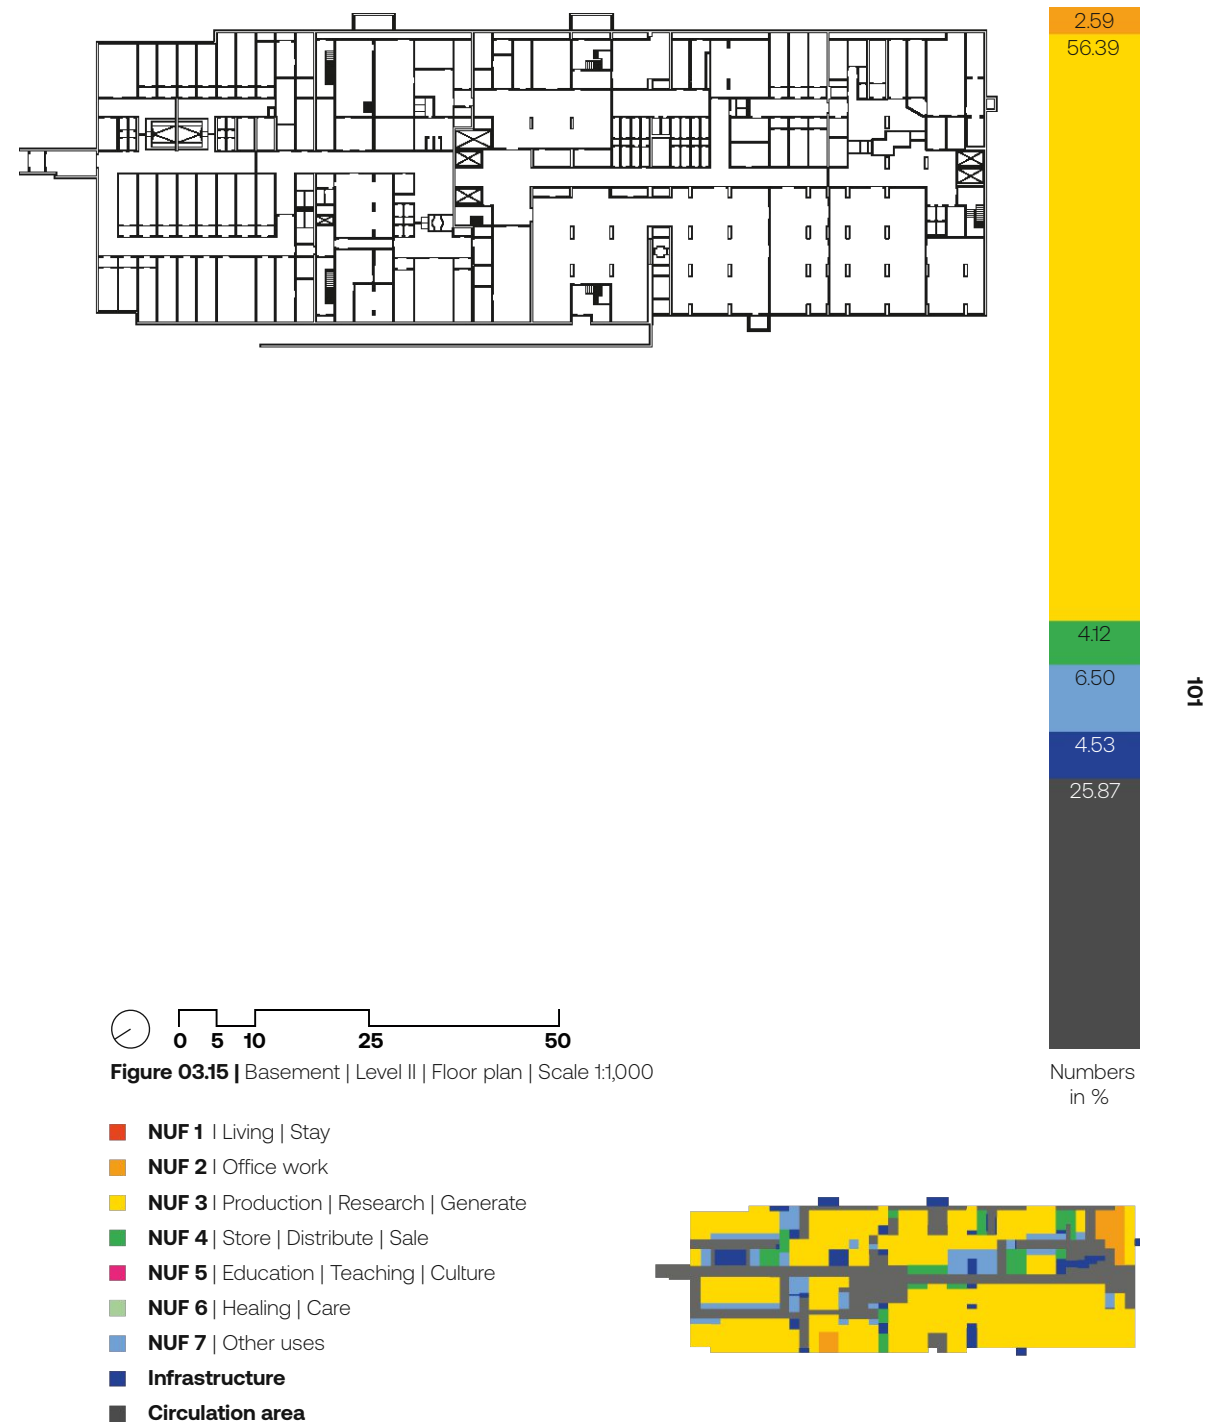 2.59
56.39
4.12
6.50
4.53
25.87
101
0 5 10 25 50
Figure 03.15 | Basement | Level II | Floor plan | Scale 1:1,000
Numbers
in %
NUF 1 | Living | Stay
NUF 2 | Office work
NUF 3 | Production | Research | Generate
NUF 4 | Store | Distribute | Sale
NUF 5 | Education | Teaching | Culture
NUF 6 | Healing | Care
NUF 7 | Other uses
Infrastructure
Circulation area